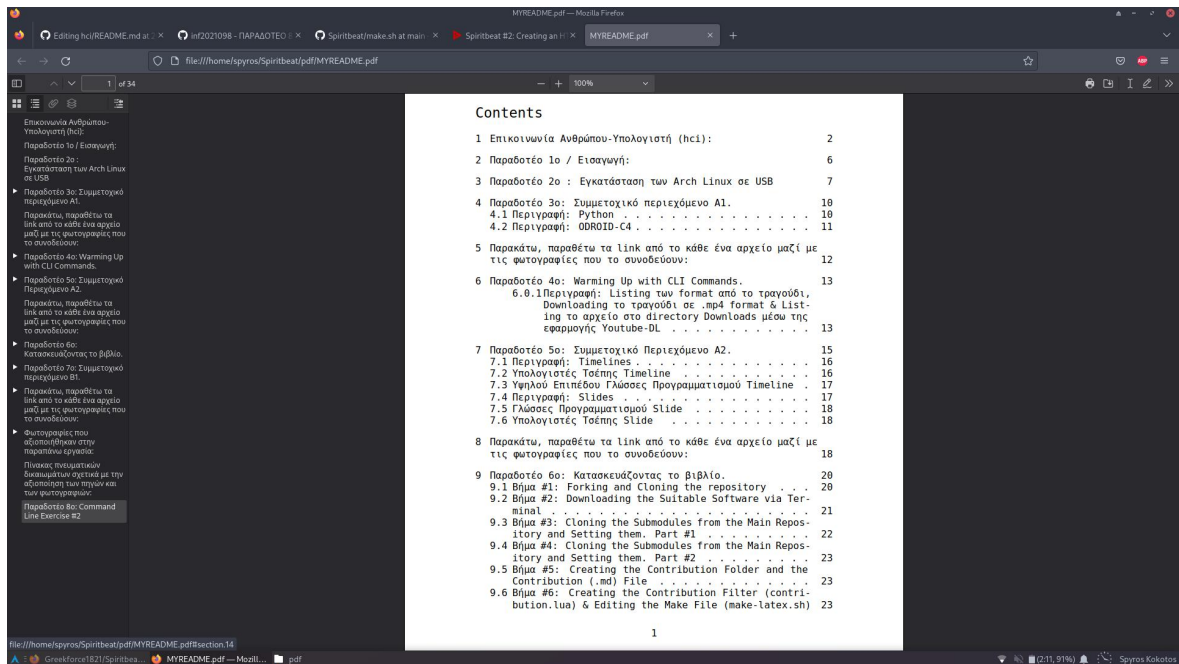 MYREADME.pdf — Mozilla Firefox
Editing hci/README.md at
inf2021098 - ΠΑΡΑΔΟΤΕΟ
Spiritbeat/make.sh at main
Spiritbeat #2: Creating an H
MYREADME.pdf
file:///home/spyros/Spiritbeat/pdf/MYREADME.pdf
1 of 34
100%
Επικοινωνία Ανθρώπου-
Υπολογιστή (hci):
Παραδοτέο 1ο / Εισαγωγή:
Παραδοτέο 2ο :
Εγκατάσταση των Arch Linux
σε USB
Παραδοτέο 3ο: Συμμετοχικό
περιεχόμενο Α1.
Παρακάτω, παραθέτω τα
link από το κάθε ένα αρχείο
μαζί με τις φωτογραφίες που
το συνοδεύουν:
Παραδοτέο 4ο: Warming Up
with CLI Commands.
Παραδοτέο 5ο: Συμμετοχικό
Περιεχόμενο Α2.
Παρακάτω, παραθέτω τα
link από το κάθε ένα αρχείο
μαζί με τις φωτογραφίες που
το συνοδεύουν:
Παραδοτέο 6ο:
Κατασκευάζοντας το βιβλίο.
Παραδοτέο 7ο: Συμμετοχικό
περιεχόμενο Β1.
Παρακάτω, παραθέτω τα
link από το κάθε ένα αρχείο
μαζί με τις φωτογραφίες που
το συνοδεύουν:
Φωτογραφίες που
αξιοποιήθηκαν στην
παραπάνω εργασία:
Πίνακας πνευματικών
δικαιωμάτων σχετικά με την
αξιοποίηση των πηγών και
των φωτογραφιών:
Παραδοτέο 8ο: Command
Line Exercise #2
Contents
1 Επικοινωνία Ανθρώπου-Υπολογιστή (hci): 2
2 Παραδοτέο 1ο / Εισαγωγή: 6
3 Παραδοτέο 2ο : Εγκατάσταση των Arch Linux σε USB 7
4 Παραδοτέο 3ο: Συμμετοχικό περιεχόμενο Α1. 10
4.1 Περιγραφή: Python . . . . . . . . . . . . . . . . . 10
4.2 Περιγραφή: ODROID-C4 . . . . . . . . . . . . . . . 11
5 Παρακάτω, παραθέτω τα link από το κάθε ένα αρχείο μαζί με
τις φωτογραφίες που το συνοδεύουν: 12
6 Παραδοτέο 4ο: Warming Up with CLI Commands. 13
6.0.1 Περιγραφή: Listing των format από το τραγούδι,
Downloading το τραγούδι σε .mp4 format & List-
ing το αρχείο στο directory Downloads μέσω της
εφαρμογής Youtube-DL . . . . . . . . . . . . 13
7 Παραδοτέο 5ο: Συμμετοχικό Περιεχόμενο Α2. 15
7.1 Περιγραφή: Timelines . . . . . . . . . . . . . . . 16
7.2 Υπολογιστές Τσέπης Timeline . . . . . . . . . . . 16
7.3 Υψηλού Επιπέδου Γλώσσες Προγραμματισμού Timeline . 17
7.4 Περιγραφή: Slides . . . . . . . . . . . . . . . . . 17
7.5 Γλώσσες Προγραμματισμού Slide . . . . . . . . . . 18
7.6 Υπολογιστές Τσέπης Slide . . . . . . . . . . . . . 18
8 Παρακάτω, παραθέτω τα link από το κάθε ένα αρχείο μαζί με
τις φωτογραφίες που το συνοδεύουν: 18
9 Παραδοτέο 6ο: Κατασκευάζοντας το βιβλίο. 20
9.1 Βήμα #1: Forking and Cloning the repository . . . 20
9.2 Βήμα #2: Downloading the Suitable Software via Ter-
minal . . . . . . . . . . . . . . . . . . . . . . 21
9.3 Βήμα #3: Cloning the Submodules from the Main Repos-
itory and Setting them. Part #1 . . . . . . . . . 22
9.4 Βήμα #4: Cloning the Submodules from the Main Repos-
itory and Setting them. Part #2 . . . . . . . . . 23
9.5 Βήμα #5: Creating the Contribution Folder and the
Contribution (.md) File . . . . . . . . . . . . . 23
9.6 Βήμα #6: Creating the Contribution Filter (contri-
bution.lua) & Editing the Make File (make-latex.sh) 23
1
file:///home/spyros/Spiritbeat/pdf/MYREADME.pdf#section.14
Greekforce1821/Spiritbea...
MYREADME.pdf — Mozill...
pdf
(2:11, 91%)
Spyros Kokotos